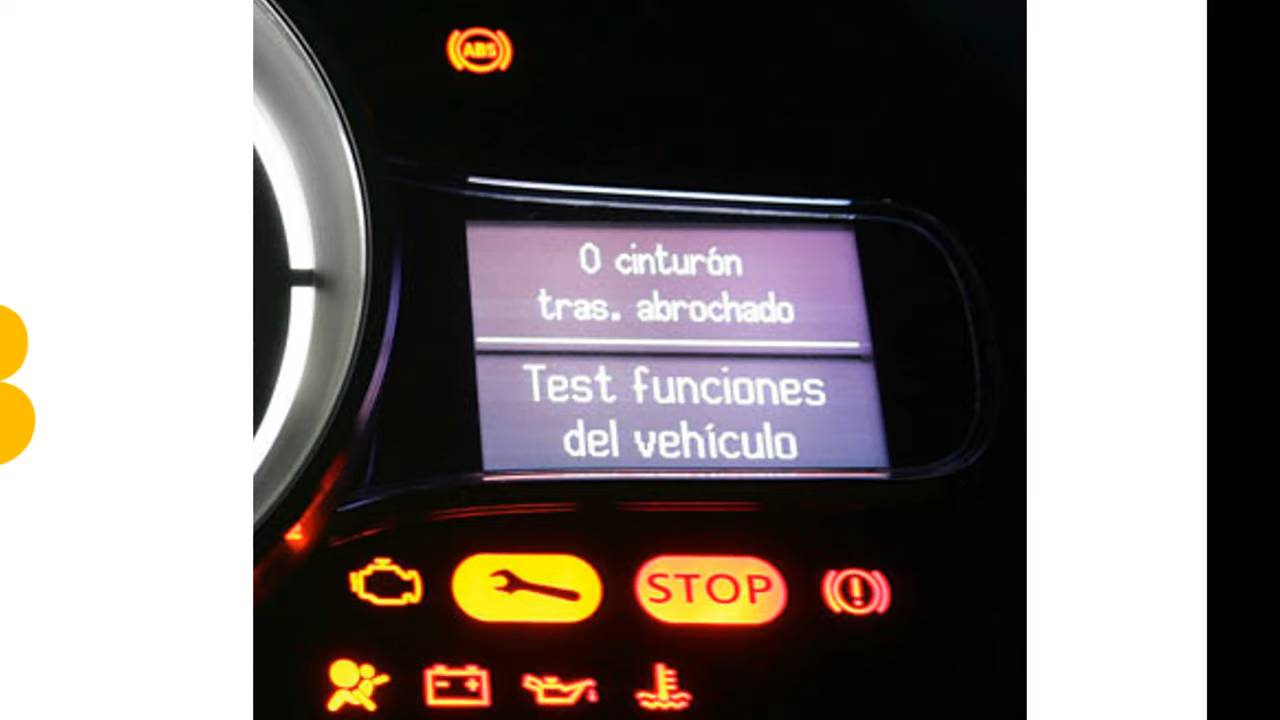 ABS
0 cinturón
tras. abrochado
Test funciones
del vehículo
STOP